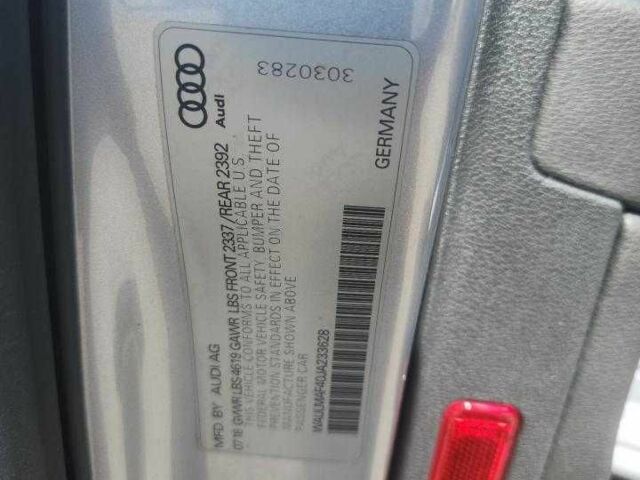 Audi
3030283
MFD BY AUDI AG
07.18 GVWR LBS 4619 GAWR LBS FRONT 2337/REAR 2392
THIS VEHICLE CONFORMS TO ALL APPLICABLE U.S.
FEDERAL MOTOR VEHICLE SAFETY, BUMPER AND THEFT
PREVENTION STANDARDS IN EFFECT ON THE DATE OF
MANUFACTURE SHOWN ABOVE
PASSENGER CAR
GERMANY
WAULM4F40JA233628